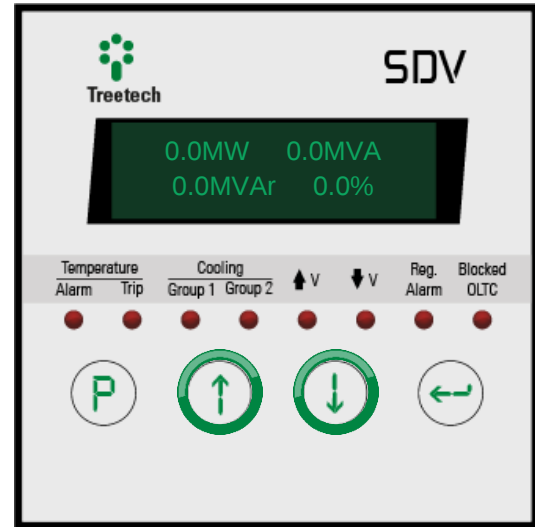 Treetech
SDV
0.0MW 0.0MVA
0.0MVAr 0.0%
Temperature Cooling Reg. Blocked
Alarm Trip Group 1 Group 2 V V Alarm OLTC
P